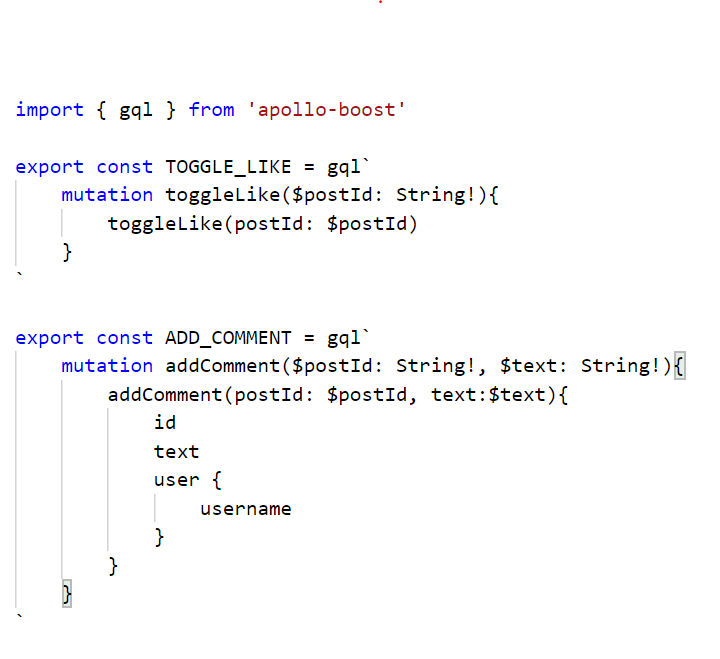 import { gql } from 'apollo-boost'
export const TOGGLE_LIKE = gql`
mutation toggleLike($postId: String!){
toggleLike(postId: $postId)
}
`
export const ADD_COMMENT = gql`
mutation addComment($postId: String!, $text: String!){
addComment(postId: $postId, text:$text){
id
text
user {
username
}
}
}
`